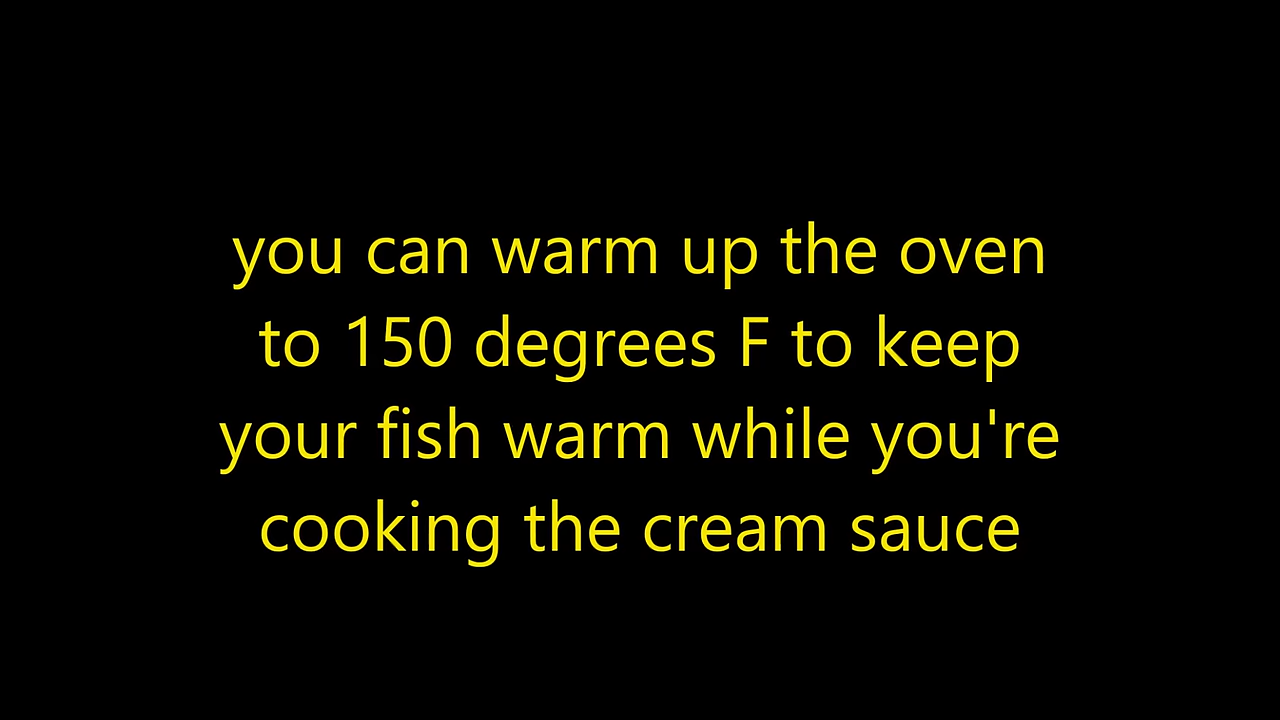 you can warm up the oven
to 150 degrees F to keep
your fish warm while you're
cooking the cream sauce